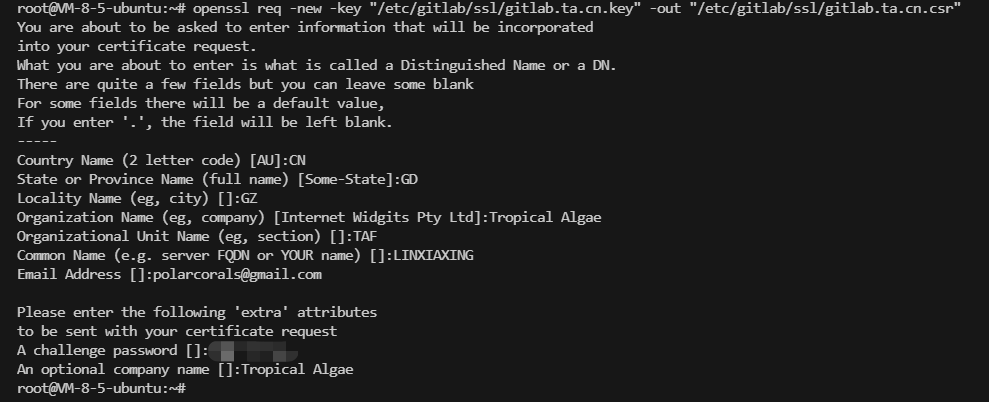 root@VM-8-5-ubuntu:~# openssl req -new -key "/etc/gitlab/ssl/gitlab.ta.cn.key" -out "/etc/gitlab/ssl/gitlab.ta.cn.csr"
You are about to be asked to enter information that will be incorporated
into your certificate request.
What you are about to enter is what is called a Distinguished Name or a DN.
There are quite a few fields but you can leave some blank
For some fields there will be a default value,
If you enter '.', the field will be left blank.
-----
Country Name (2 letter code) [AU]:CN
State or Province Name (full name) [Some-State]:GD
Locality Name (eg, city) []:GZ
Organization Name (eg, company) [Internet Widgits Pty Ltd]:Tropical Algae
Organizational Unit Name (eg, section) []:TAF
Common Name (e.g. server FQDN or YOUR name) []:LINXIAXING
Email Address []:polarcorals@gmail.com
Please enter the following 'extra' attributes
to be sent with your certificate request
A challenge password []:
An optional company name []:Tropical Algae
root@VM-8-5-ubuntu:~#